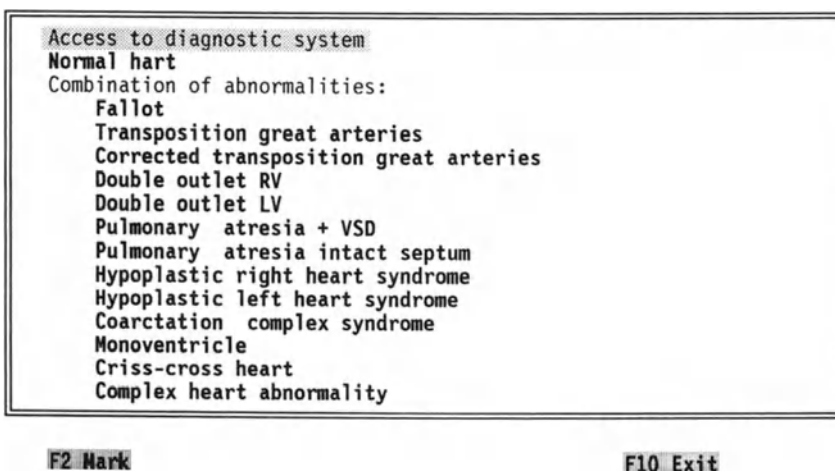 Access to diagnostic system
Normal hart
Combination of abnormalities:
Fallot
Transposition great arteries
Corrected transposition great arteries
Double outlet RV
Double outlet LV
Pulmonary atresia + VSD
Pulmonary atresia intact septum
Hypoplastic right heart syndrome
Hypoplastic left heart syndrome
Coarctation complex syndrome
Monoventricle
Criss-cross heart
Complex heart abnormality
F2 Mark F10 Exit